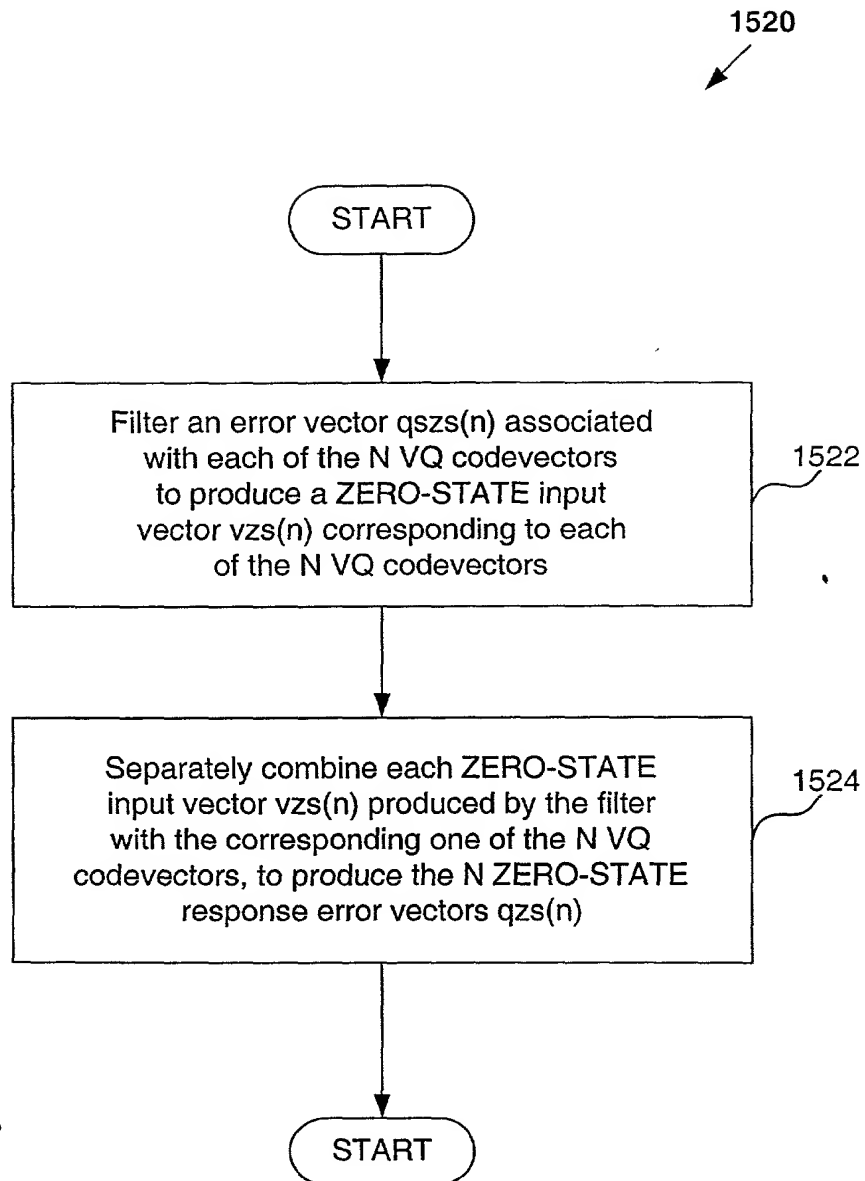 1520
START
Filter an error vector qszs(n) associated
with each of the N VQ codevectors
to produce a ZERO-STATE input
vector vzs(n) corresponding to each
of the N VQ codevectors
1522
Separately combine each ZERO-STATE
input vector vzs(n) produced by the filter
with the corresponding one of the N VQ
codevectors, to produce the N ZERO-STATE
response error vectors qzs(n)
1524
START